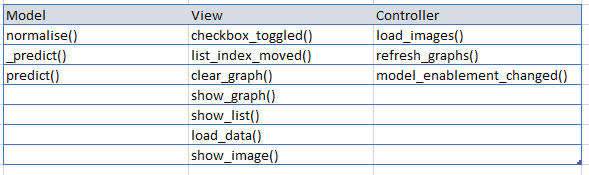 Model View Controller
normalise() checkbox_toggled() load_images()
_predict() list_index_moved() refresh_graphs()
predict() clear_graph() model_enablement_changed()
show_graph()
show_list()
load_data()
show_image()